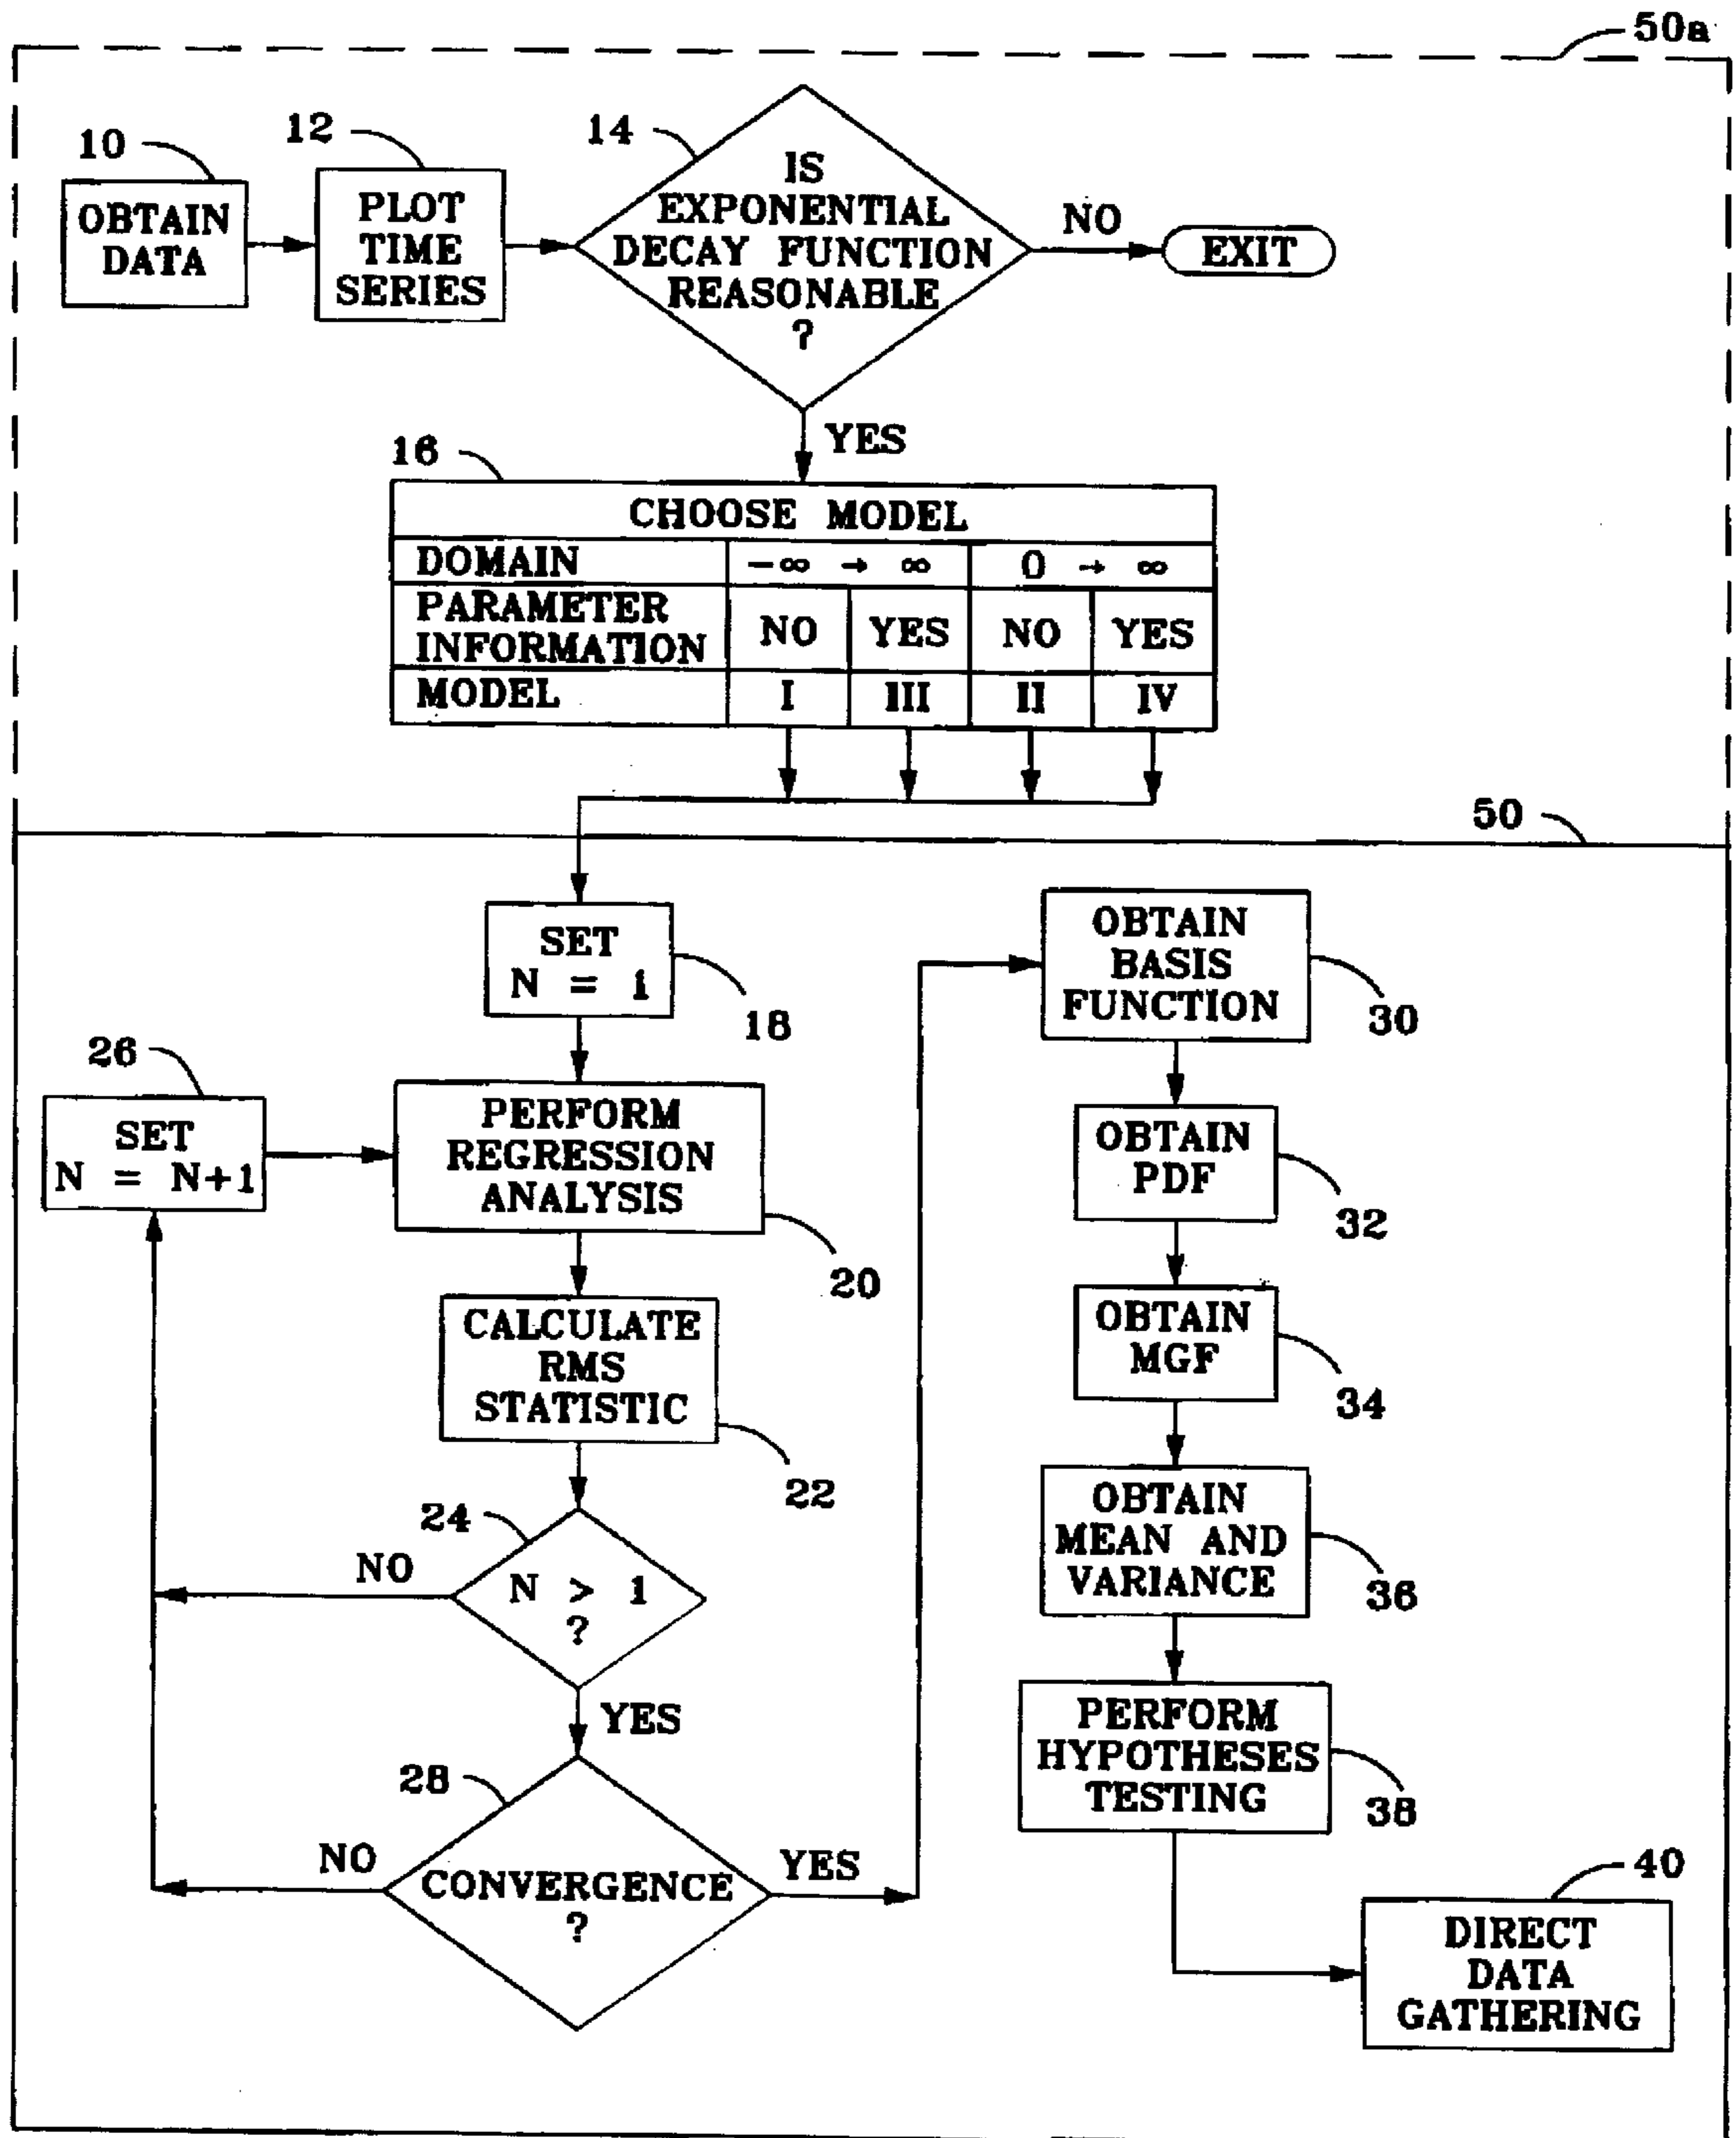 50a
10
OBTAIN
DATA
12
PLOT
TIME
SERIES
14
IS
EXPONENTIAL
DECAY FUNCTION
REASONABLE
?
NO
EXIT
YES
16
CHOOSE MODEL
DOMAIN -∞ → ∞ 0 → ∞
PARAMETER
INFORMATION NO YES NO YES
MODEL I III II IV
50
SET
N = 1
18
26
SET
N = N+1
PERFORM
REGRESSION
ANALYSIS
20
CALCULATE
RMS
STATISTIC
22
24
NO
N > 1
?
YES
28
NO
CONVERGENCE
?
YES
OBTAIN
BASIS
FUNCTION
30
OBTAIN
PDF
32
OBTAIN
MGF
34
OBTAIN
MEAN AND
VARIANCE
36
PERFORM
HYPOTHESES
TESTING
38
40
DIRECT
DATA
GATHERING